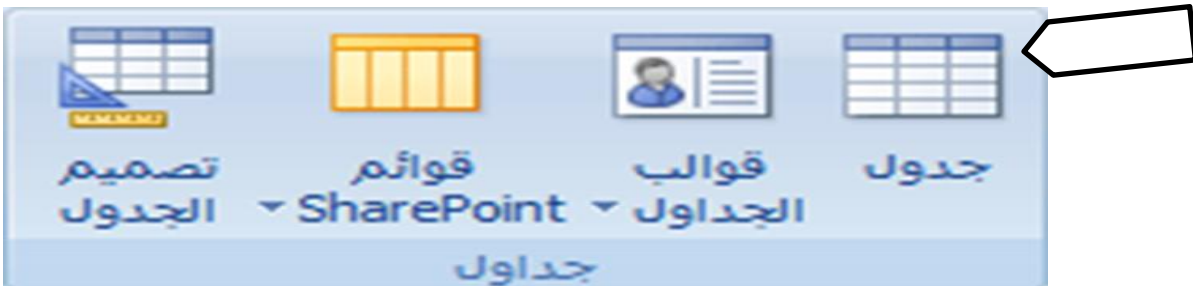 جدول
قوالب
الجداول
قوائم
SharePoint
تصميم
الجدول
جداول